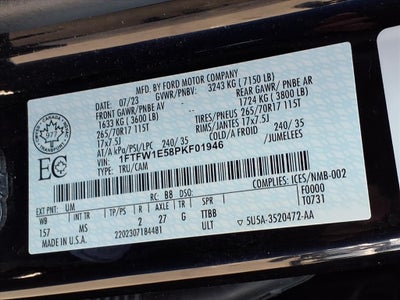 MFD. BY FORD MOTOR COMPANY
07/23 GVWR/PNBV: 3243 KG ( 7150 LB)
FRONT GAWR/PNBE AV REAR GAWR/ PNBE AR
1633 KG (3600 LB) 1724 KG (3800 LB)
265/70R17 115T TIRES/PNEU 265/70R17 115T
17x7.5J RIMS/JANTES 17x7.5J
AT/A kPa/PSI/LPC 240/ 35 COLD/A FROID 240/ 35
1FTFW1E58PKF01946 /JUMELEES
TYPE: TRU/CAM
EC
EXT PNT: UM RC: B8 DSO: COMPLIES: ICES/NMB-002
WB INT TR TP/PS R AXLE TR SPR F0000
157 MS 2 27 G TTBB T0731
MADE IN U.S.A. 2202307184481 ULT 5U5A-3520472-AA